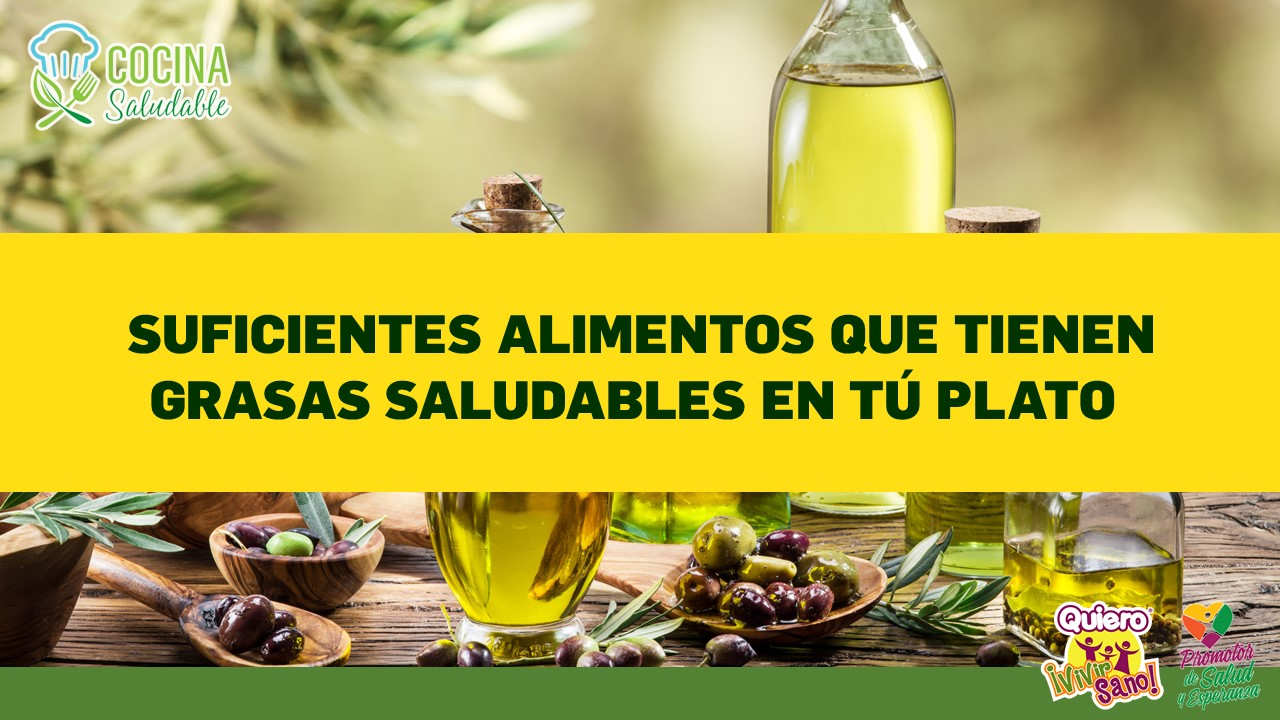 COCINA
Saludable
SUFICIENTES ALIMENTOS QUE TIENEN
GRASAS SALUDABLES EN TÚ PLATO
Quiero
¡Vivir
Sano!
Promotor
de Salud
y Esperanza